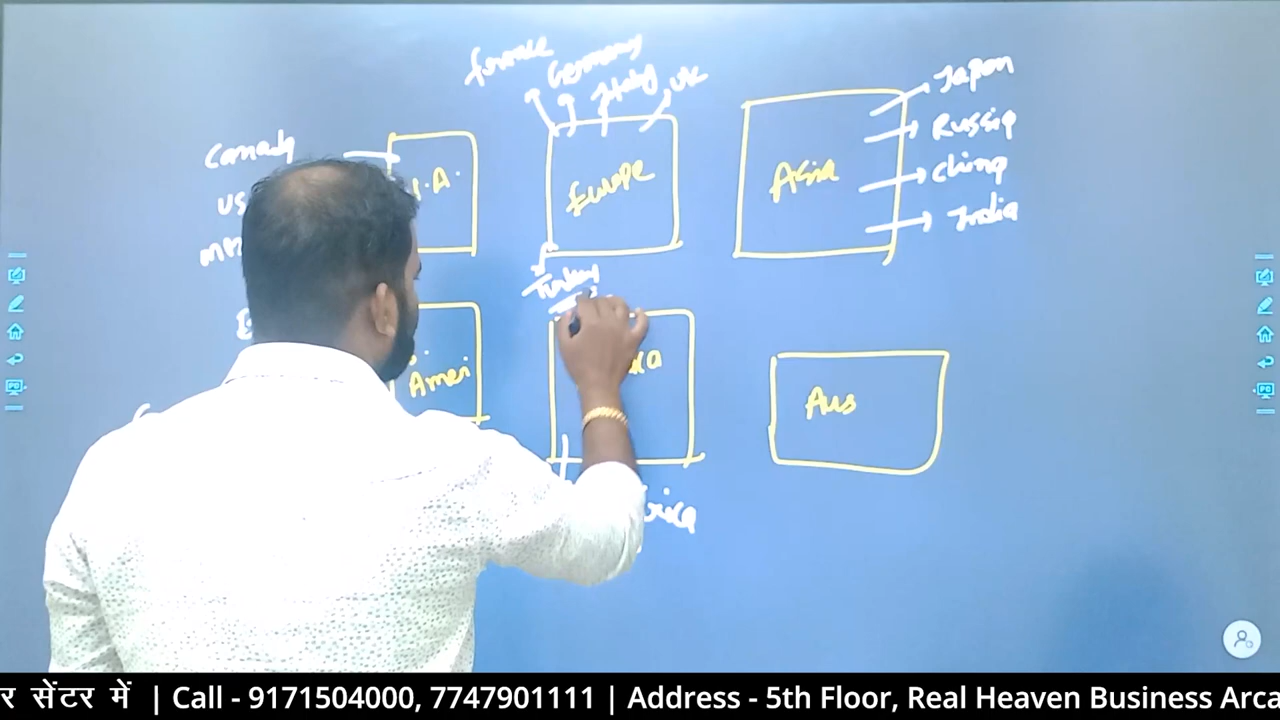 France
Germany
Italy
UK
Japan
Russia
China
India
Canada
US
.A.
Europe
Asia
Turkey
Ameri
Aus
र सेंटर में | Call - 9171504000, 7747901111 | Address - 5th Floor, Real Heaven Business Arca